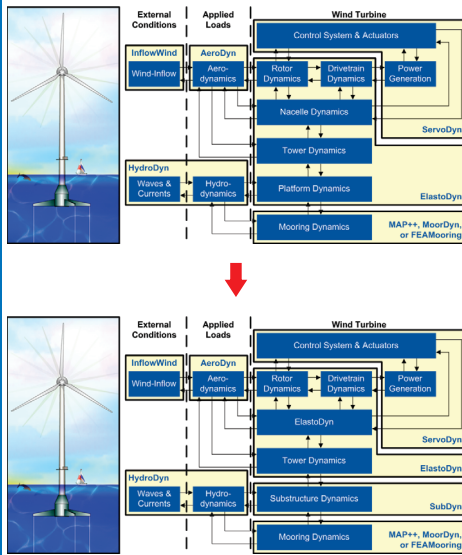 External
Conditions
Applied
Loads
Wind Turbine
Control System & Actuators
InflowWind
AeroDyn
Wind-Inflow
Aero-
dynamics
Rotor
Dynamics
Drivetrain
Dynamics
Power
Generation
Nacelle Dynamics
ServoDyn
Tower Dynamics
HydroDyn
Waves &
Currents
Hydro-
dynamics
Platform Dynamics
ElastoDyn
Mooring Dynamics
MAP++, MoorDyn,
or FEAMooring
External
Conditions
Applied
Loads
Wind Turbine
Control System & Actuators
InflowWind
AeroDyn
Wind-Inflow
Aero-
dynamics
Rotor
Dynamics
Drivetrain
Dynamics
Power
Generation
ElastoDyn
ServoDyn
Tower Dynamics
ElastoDyn
HydroDyn
Waves &
Currents
Hydro-
dynamics
Substructure Dynamics
SubDyn
Mooring Dynamics
MAP++, MoorDyn,
or FEAMooring